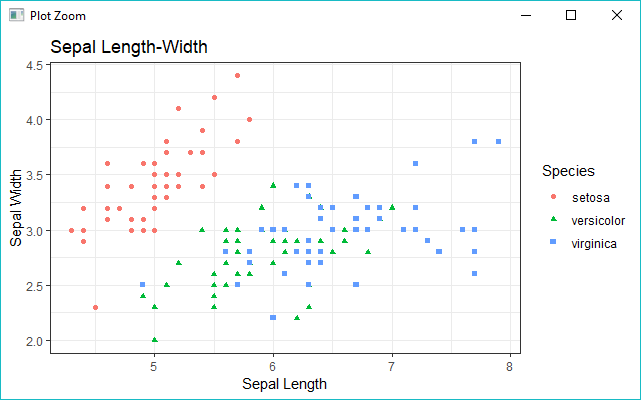 Plot Zoom
Sepal Length-Width
4.5
4.0
3.5
3.0
2.5
2.0
Sepal Width
5 6 7 8
Sepal Length
Species
setosa
versicolor
virginica